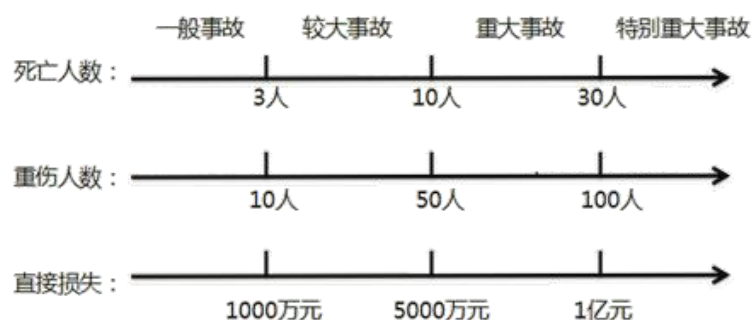 一般事故 较大事故 重大事故 特别重大事故
死亡人数：
3人 10人 30人
重伤人数：
10人 50人 100人
直接损失：
1000万元 5000万元 1亿元